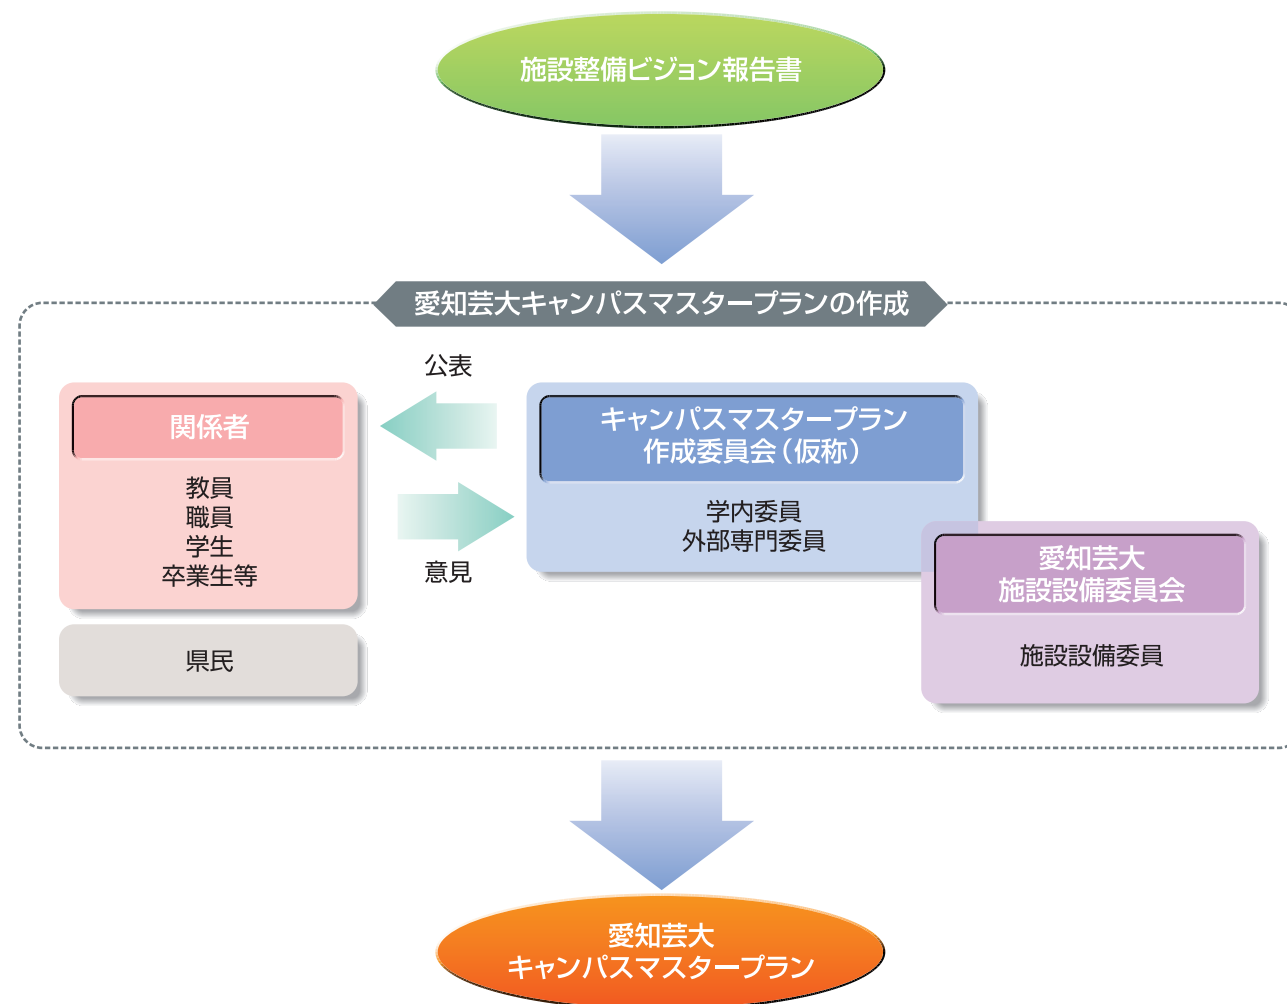 施設整備ビジョン報告書
愛知芸大キャンパスマスタープランの作成
公表
関係者
教員
職員
学生
卒業生等
県民
意見
キャンパスマスタープラン
作成委員会（仮称）
学内委員
外部専門委員
愛知芸大
施設設備委員会
施設設備委員
愛知芸大
キャンパスマスタープラン